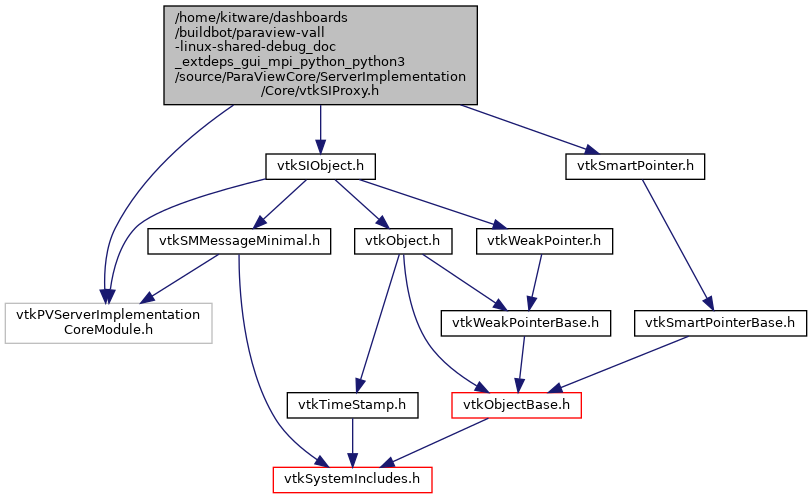 /home/kitware/dashboards
/buildbot/paraview-vall
-linux-shared-debug_doc
_extdeps_gui_mpi_python_python3
/source/ParaViewCore/ServerImplementation
/Core/vtkSIProxy.h
vtkSIObject.h
vtkSmartPointer.h
vtkSMMessageMinimal.h
vtkObject.h
vtkWeakPointer.h
vtkPVServerImplementation
CoreModule.h
vtkWeakPointerBase.h
vtkSmartPointerBase.h
vtkTimeStamp.h
vtkObjectBase.h
vtkSystemIncludes.h